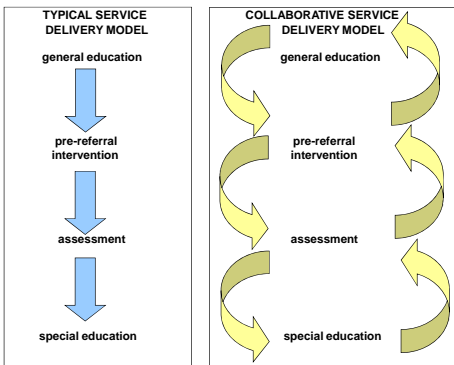 TYPICAL SERVICE
DELIVERY MODEL
general education
pre-referral
intervention
assessment
special education
COLLABORATIVE SERVICE
DELIVERY MODEL
general education
pre-referral
intervention
assessment
special education